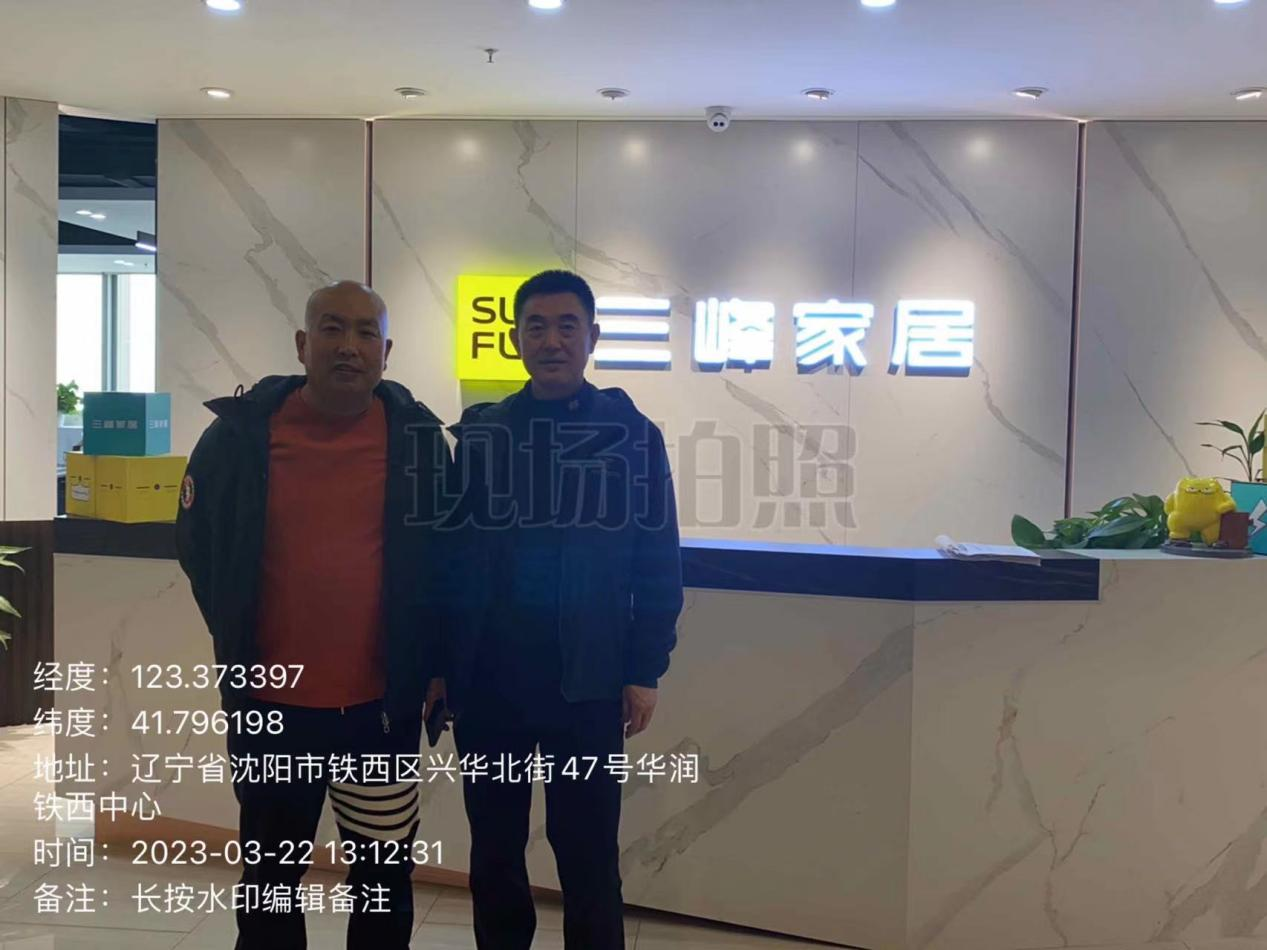 SU
FU
三峰家居
现场拍照
三峰家居
经度：123.373397
纬度：41.796198
地址：辽宁省沈阳市铁西区兴华北街47号华润
铁西中心
时间：2023-03-22 13:12:31
备注：长按水印编辑备注